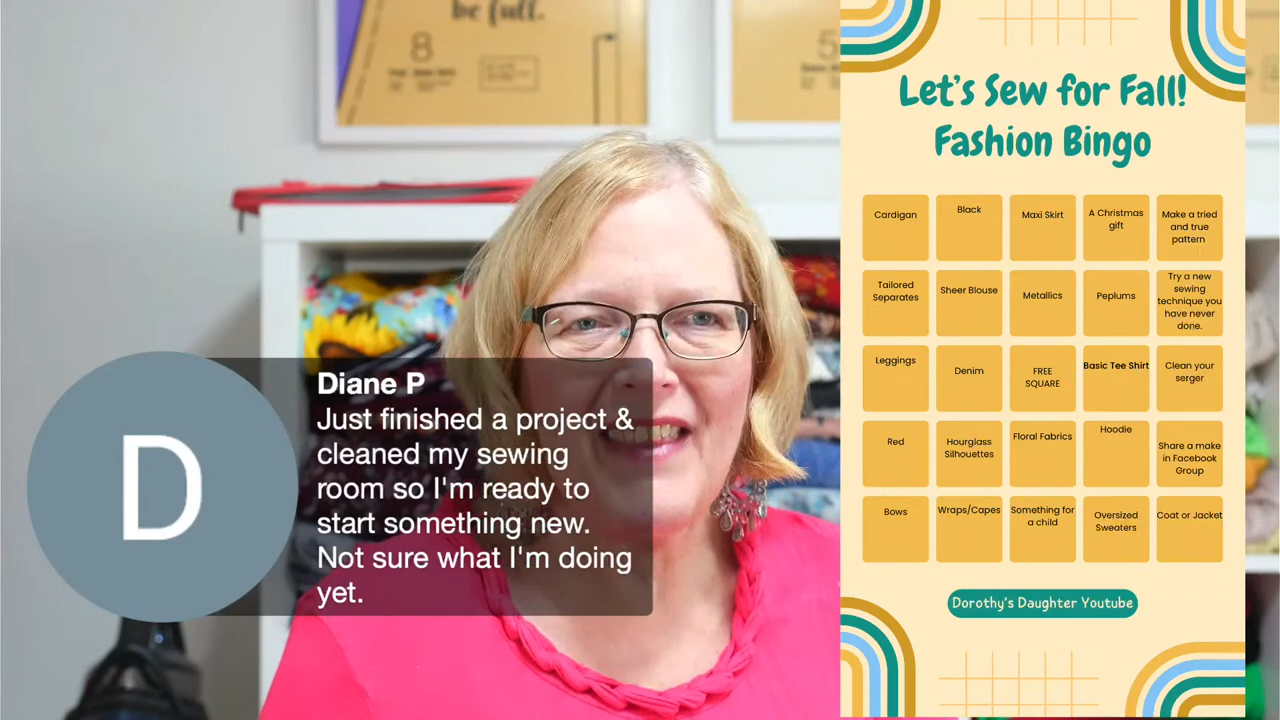 be full.
8
5
Diane P
Just finished a project &
cleaned my sewing
room so I'm ready to
start something new.
Not sure what I'm doing
yet.
D
Let's Sew for Fall!
Fashion Bingo
Cardigan
Black
Maxi Skirt
A Christmas
gift
Make a tried
and true
pattern
Tailored
Separates
Sheer Blouse
Metallics
Peplums
Try a new
sewing
technique you
have never
done.
Leggings
Denim
FREE
SQUARE
Basic Tee Shirt
Clean your
serger
Red
Hourglass
Silhouettes
Floral Fabrics
Hoodie
Share a make
in Facebook
Group
Bows
Wraps/Capes
Something for
a child
Oversized
Sweaters
Coat or Jacket
Dorothy's Daughter Youtube